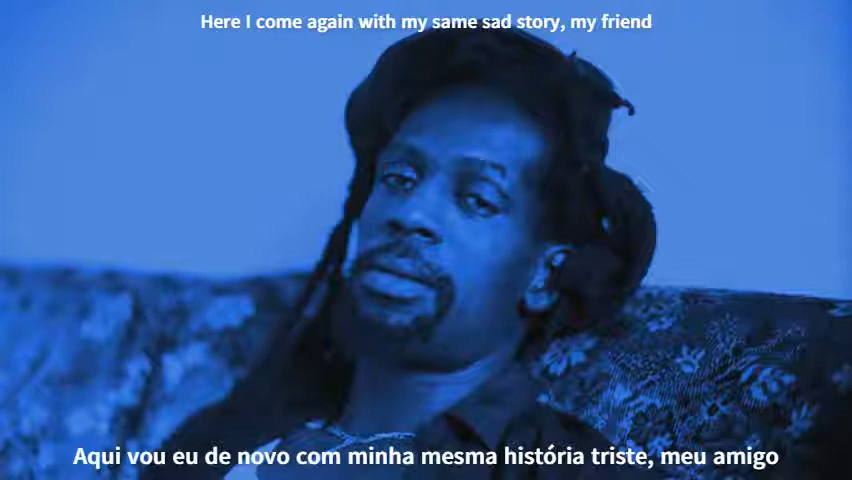 Here I come again with my same sad story, my friend
Aqui vou eu de novo com minha mesma história triste, meu amigo